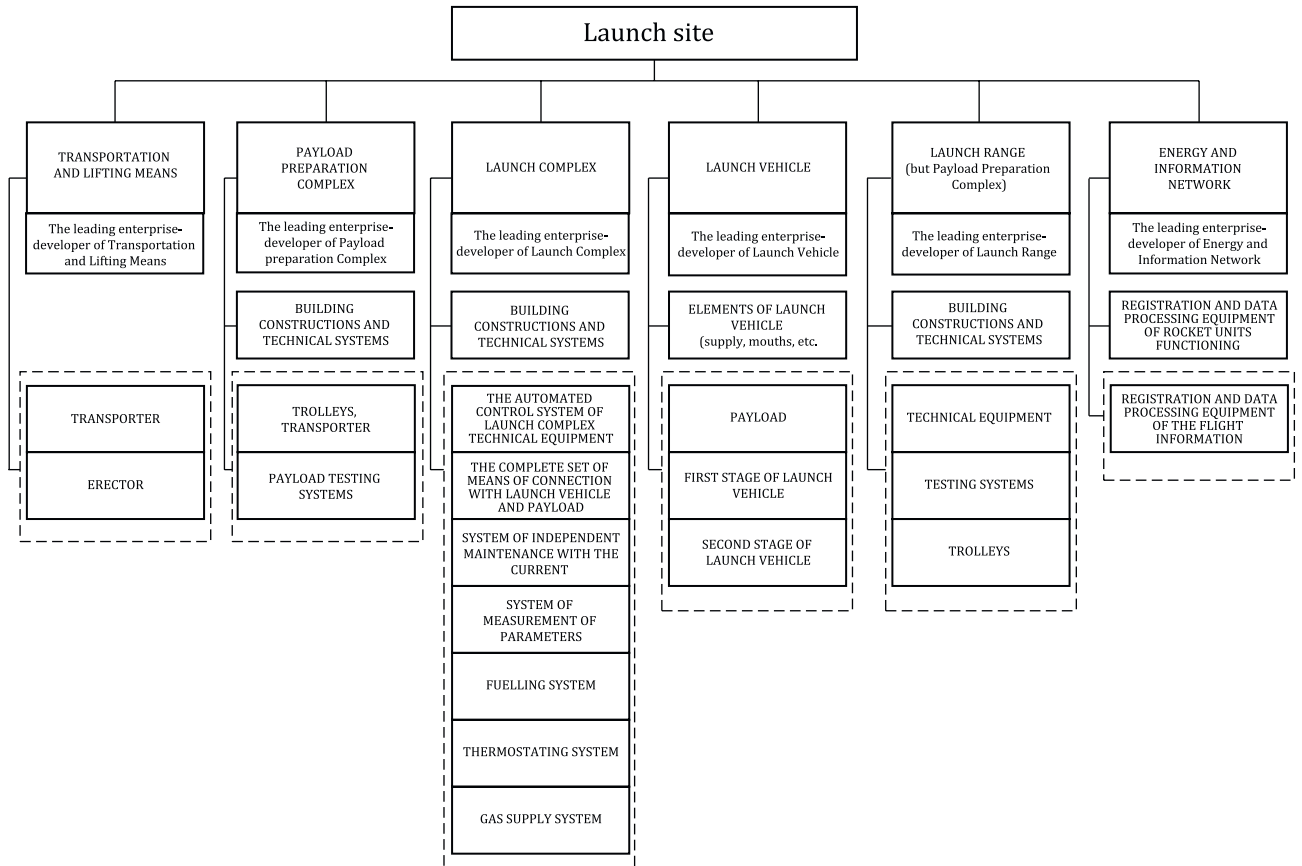 Launch site
TRANSPORTATION
AND LIFTING MEANS
The leading enterprise-
developer of Transportation
and Lifting Means
TRANSPORTER
ERECTOR
PAYLOAD
PREPARATION
COMPLEX
The leading enterprise-
developer of Payload
preparation Complex
BUILDING
CONSTRUCTIONS AND
TECHNICAL SYSTEMS
TROLLEYS,
TRANSPORTER
PAYLOAD TESTING
SYSTEMS
LAUNCH COMPLEX
The leading enterprise-
developer of Launch Complex
BUILDING
CONSTRUCTIONS AND
TECHNICAL SYSTEMS
THE AUTOMATED
CONTROL SYSTEM OF
LAUNCH COMPLEX
TECHNICAL EQUIPMENT
THE COMPLETE SET OF
MEANS OF CONNECTION
WITH LAUNCH VEHICLE
AND PAYLOAD
SYSTEM OF INDEPENDENT
MAINTENANCE WITH THE
CURRENT
SYSTEM OF
MEASUREMENT OF
PARAMETERS
FUELLING SYSTEM
THERMOSTATING SYSTEM
GAS SUPPLY SYSTEM
LAUNCH VEHICLE
The leading enterprise-
developer of Launch Vehicle
ELEMENTS OF LAUNCH
VEHICLE
(supply, mouths, etc.
PAYLOAD
FIRST STAGE OF LAUNCH
VEHICLE
SECOND STAGE OF
LAUNCH VEHICLE
LAUNCH RANGE
(but Payload Preparation
Complex)
The leading enterprise-
developer of Launch Range
BUILDING
CONSTRUCTIONS AND
TECHNICAL SYSTEMS
TECHNICAL EQUIPMENT
TESTING SYSTEMS
TROLLEYS
ENERGY AND
INFORMATION
NETWORK
The leading enterprise-
developer of Energy and
Information Network
REGISTRATION AND DATA
PROCESSING EQUIPMENT
OF ROCKET UNITS
FUNCTIONING
REGISTRATION AND DATA
PROCESSING EQUIPMENT
OF THE FLIGHT
INFORMATION